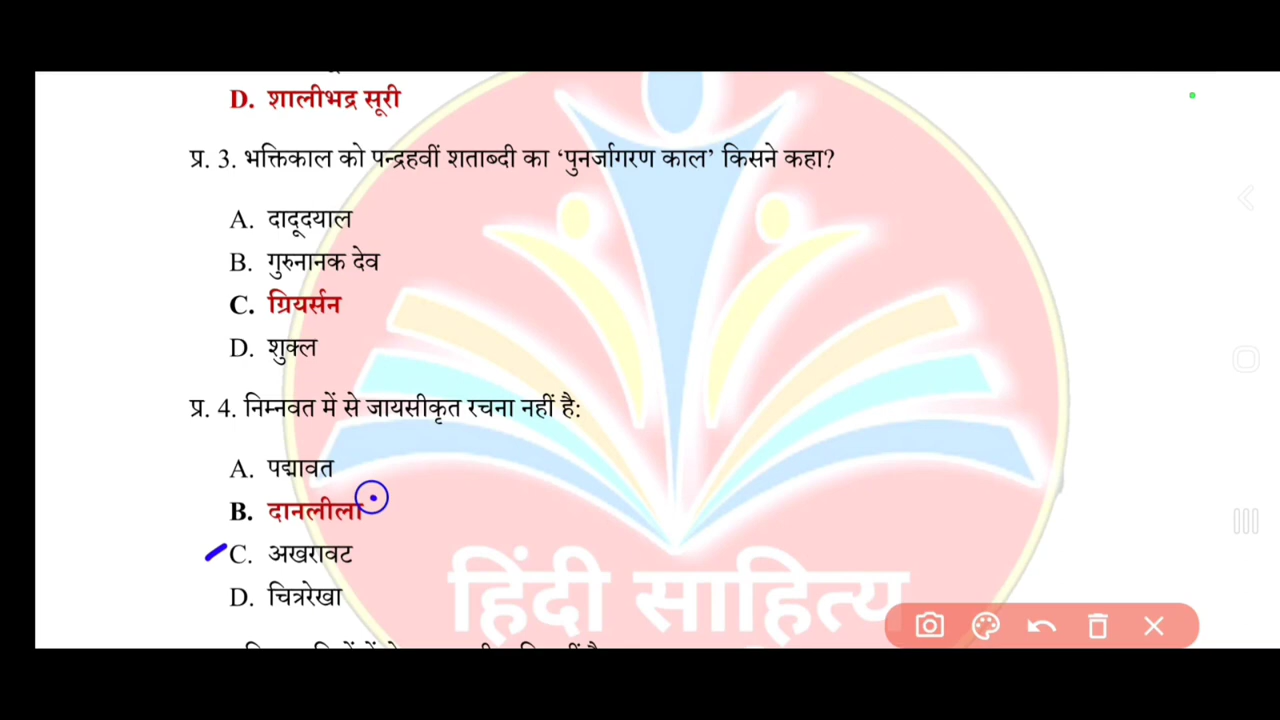 D. शालीभद्र सूरी
प्र. 3. भक्तिकाल को पन्द्रहवीं शताब्दी का ‘पुनर्जागरण काल’ किसने कहा?
A. दादूदयाल
B. गुरुनानक देव
C. ग्रियर्सन
D. शुक्ल
प्र. 4. निम्नवत में से जायसीकृत रचना नहीं है:
A. पद्मावत
B. दानलीला
C. अखरावट
D. चित्ररेखा
हिंदी साहित्य